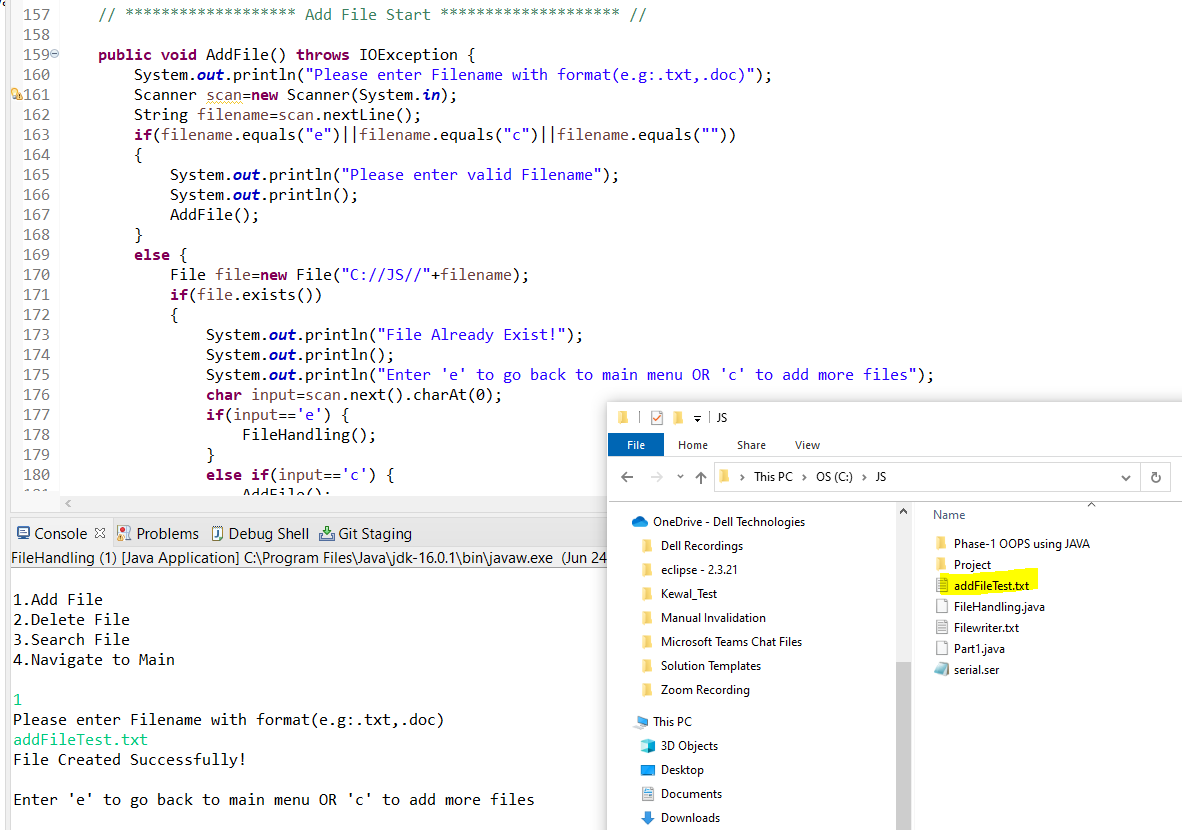 157 // ******************* Add File Start ******************** //
158
159 public void AddFile() throws IOException {
160 System.out.println("Please enter Filename with format(e.g:.txt,.doc)");
161 Scanner scan=new Scanner(System.in);
162 String filename=scan.nextLine();
163 if(filename.equals("e")||filename.equals("c")||filename.equals(""))
164 {
165 System.out.println("Please enter valid Filename");
166 System.out.println();
167 AddFile();
168 }
169 else {
170 File file=new File("C://JS//"+filename);
171 if(file.exists())
172 {
173 System.out.println("File Already Exist!");
174 System.out.println();
175 System.out.println("Enter 'e' to go back to main menu OR 'c' to add more files");
176 char input=scan.next().charAt(0);
177 if(input=='e') {
178 FileHandling();
179 }
180 else if(input=='c') {
181 AddFile();
Console Problems Debug Shell Git Staging
FileHandling (1) [Java Application] C:\Program Files\Java\jdk-16.0.1\bin\javaw.exe (Jun 24
1.Add File
2.Delete File
3.Search File
4.Navigate to Main
1
Please enter Filename with format(e.g:.txt,.doc)
addFileTest.txt
File Created Successfully!
Enter 'e' to go back to main menu OR 'c' to add more files
JS
File Home Share View
This PC OS (C:) JS
OneDrive - Dell Technologies
Dell Recordings
eclipse - 2.3.21
Kewal_Test
Manual Invalidation
Microsoft Teams Chat Files
Solution Templates
Zoom Recording
This PC
3D Objects
Desktop
Documents
Downloads
Name
Phase-1 OOPS using JAVA
Project
addFileTest.txt
FileHandling.java
Filewriter.txt
Part1.java
serial.ser